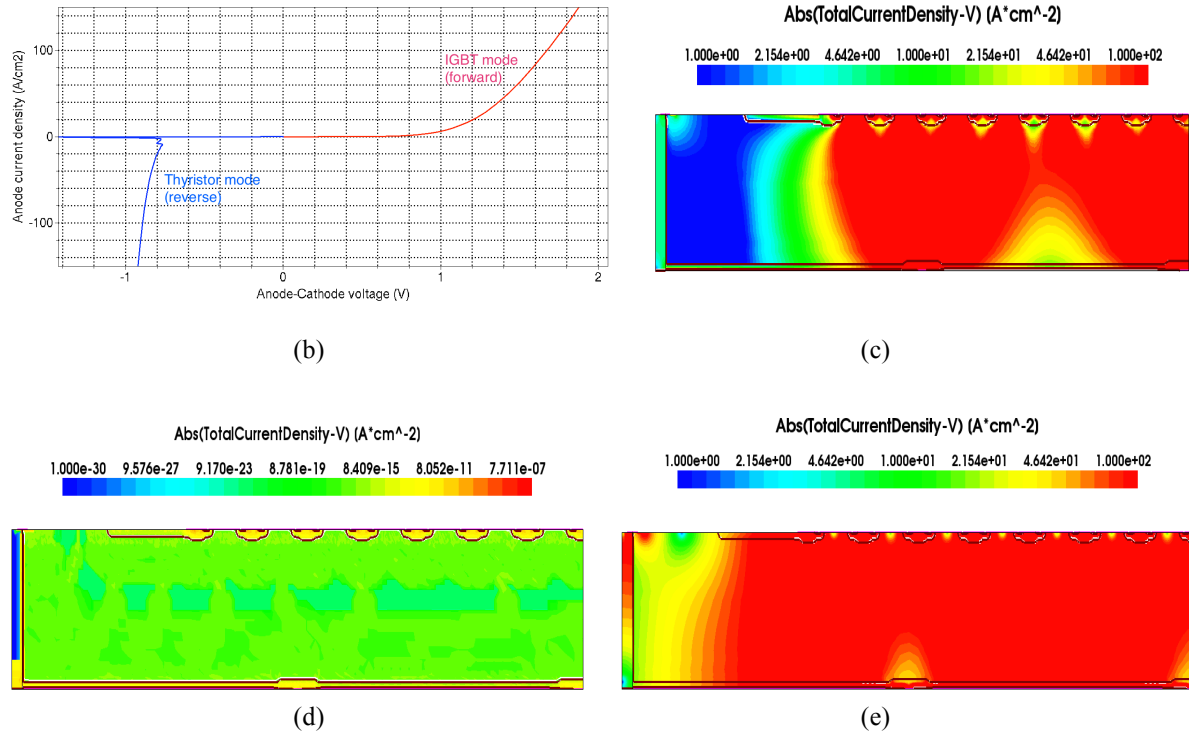 100
0
-100
Anode current density (A/cm2)
IGBT mode
(forward)
Thyristor mode
(reverse)
-1
0
1
2
Anode-Cathode voltage (V)
(b)
Abs(TotalCurrentDensity-V) (A*cm^-2)
1.000e+00 2.154e+00 4.642e+00 1.000e+01 2.154e+01 4.642e+01 1.000e+02
(c)
Abs(TotalCurrentDensity-V) (A*cm^-2)
1.000e-30 9.576e-27 9.170e-23 8.781e-19 8.409e-15 8.052e-11 7.711e-07
(d)
Abs(TotalCurrentDensity-V) (A*cm^-2)
1.000e+00 2.154e+00 4.642e+00 1.000e+01 2.154e+01 4.642e+01 1.000e+02
(e)